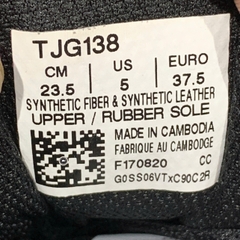 TJG138
CM US EURO
23.5 5 37.5
SYNTHETIC FIBER & SYNTHETIC LEATHER
UPPER / RUBBER SOLE
MADE IN CAMBODIA
FABRIQUE AU CAMBODGE
F170820 CC
G0SS06VTxC90C2R